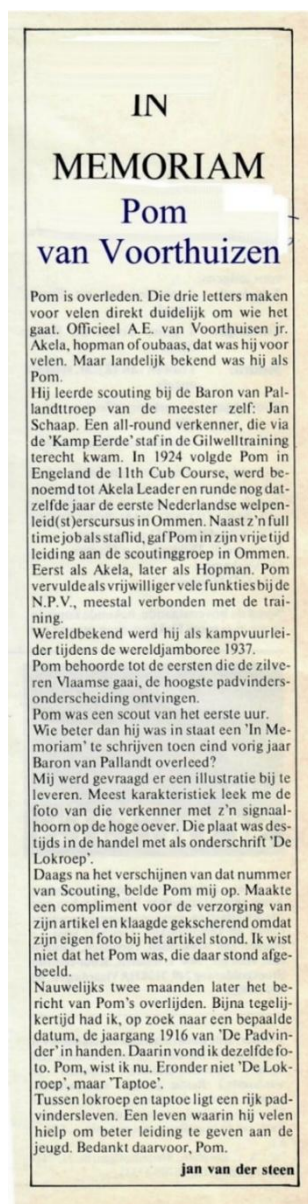 IN
MEMORIAM
Pom
van Voorthuizen
Pom is overleden. Die drie letters maken
voor velen direkt duidelijk om wie het
gaat. Officieel A.E. van Voorthuisen jr.
Akela, hopman of oubaas, dat was hij voor
velen. Maar landelijk bekend was hij als
Pom.
Hij leerde scouting bij de Baron van Pal-
landttroep van de meester zelf: Jan
Schaap. Een all-round verkenner, die via
de 'Kamp Eerde' staf in de Gilwelltraining
terecht kwam. In 1924 volgde Pom in
Engeland de 11th Cub Course, werd be-
noemd tot Akela Leader en runde nog dat-
zelfde jaar de eerste Nederlandse welpen-
leid(st)erscursus in Ommen. Naast z'n full
time job als staflid, gaf Pom in zijn vrije tijd
leiding aan de scoutinggroep in Ommen.
Eerst als Akela, later als Hopman. Pom
vervulde als vrijwilliger vele funkties bij de
N.P.V., meestal verbonden met de trai-
ning.
Wereldbekend werd hij als kampvuurlei-
der tijdens de wereldjamboree 1937.
Pom behoorde tot de eersten die de zilve-
ren Vlaamse gaai, de hoogste padvinders-
onderscheiding ontvingen.
Pom was een scout van het eerste uur.
Wie beter dan hij was in staat een 'In Me-
moriam' te schrijven toen eind vorig jaar
Baron van Pallandt overleed?
Mij werd gevraagd er een illustratie bij te
leveren. Meest karakteristiek leek me de
foto van die verkenner met z'n signaal-
hoorn op de hoge oever. Die plaat was des-
tijds in de handel met als onderschrift 'De
Lokroep'.
Daags na het verschijnen van dat nummer
van Scouting, belde Pom mij op. Maakte
een compliment voor de verzorging van
zijn artikel en klaagde gekscherend omdat
zijn eigen foto bij het artikel stond. Ik wist
niet dat het Pom was, die daar stond afge-
beeld.
Nauwelijks twee maanden later het be-
richt van Pom's overlijden. Bijna tegelij-
kertijd had ik, op zoek naar een bepaalde
datum, de jaargang 1916 van 'De Padvin-
der' in handen. Daarin vond ik dezelfde fo-
to. Pom, wist ik nu. Eronder niet 'De Lok-
roep', maar 'Taptoe'.
Tussen lokroep en taptoe ligt een rijk pad-
vindersleven. Een leven waarin hij velen
hielp om beter leiding te geven aan de
jeugd. Bedankt daarvoor, Pom.
jan van der steen